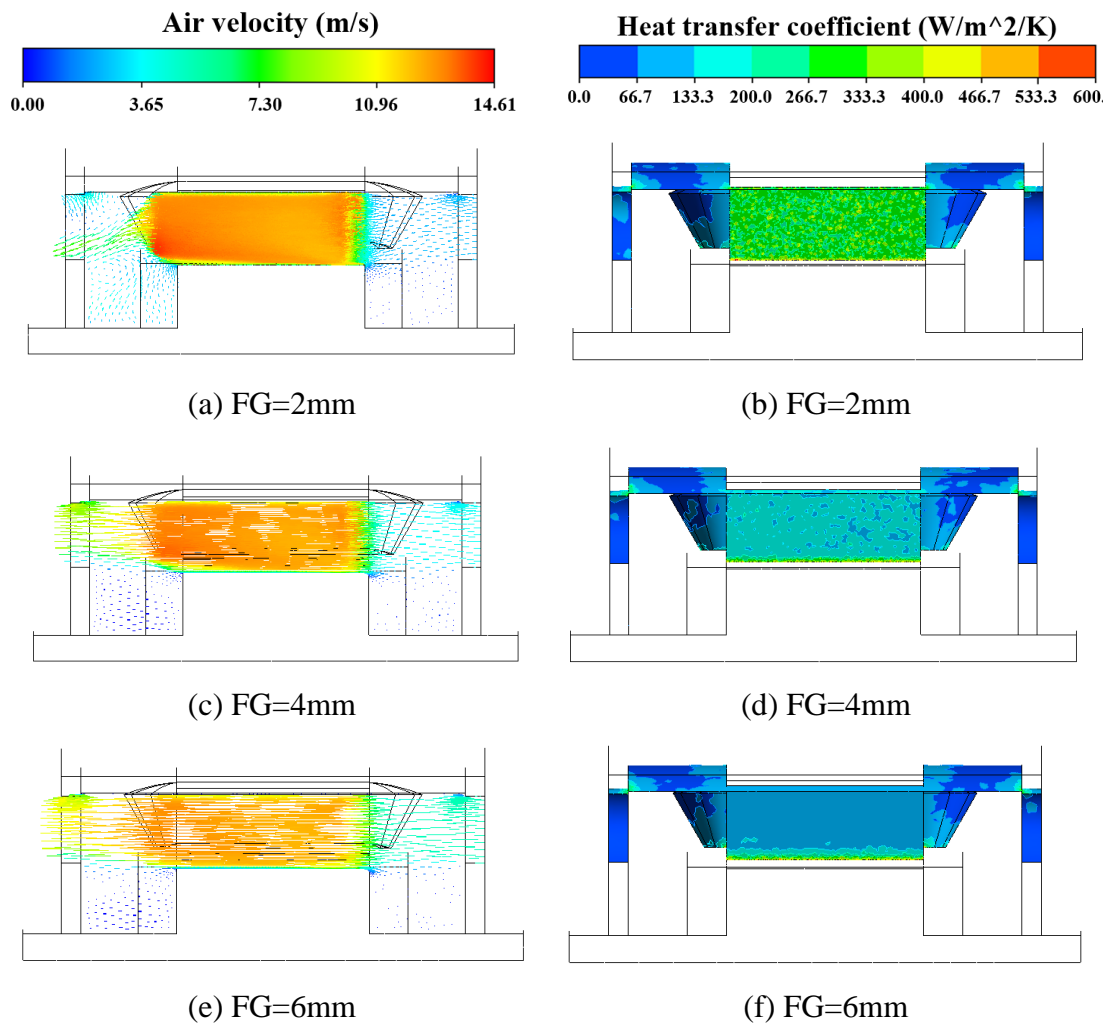 Air velocity (m/s)
Heat transfer coefficient (W/m^2/K)
0.00 3.65 7.30 10.96 14.61
0.0 66.7 133.3 200.0 266.7 333.3 400.0 466.7 533.3 600.
(a) FG=2mm
(b) FG=2mm
(c) FG=4mm
(d) FG=4mm
(e) FG=6mm
(f) FG=6mm